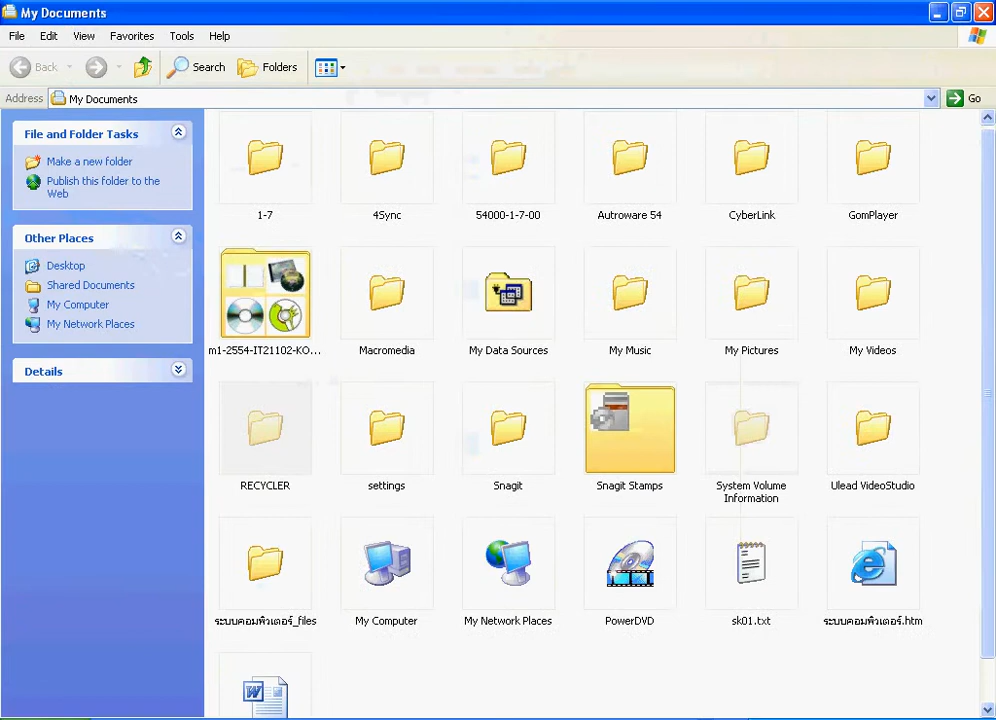 My Documents
File Edit View Favorites Tools Help
Back Search Folders
Address My Documents Go
File and Folder Tasks
Make a new folder
Publish this folder to the
Web
Other Places
Desktop
Shared Documents
My Computer
My Network Places
Details
1-7 4Sync 54000-1-7-00 Autroware 54 CyberLink GomPlayer
m1-2554-IT21102-KO... Macromedia My Data Sources My Music My Pictures My Videos
RECYCLER settings Snagit Snagit Stamps System Volume Ulead VideoStudio
Information
ระบบคอมพิวเตอร์_files My Computer My Network Places PowerDVD sk01.txt ระบบคอมพิวเตอร์.htm